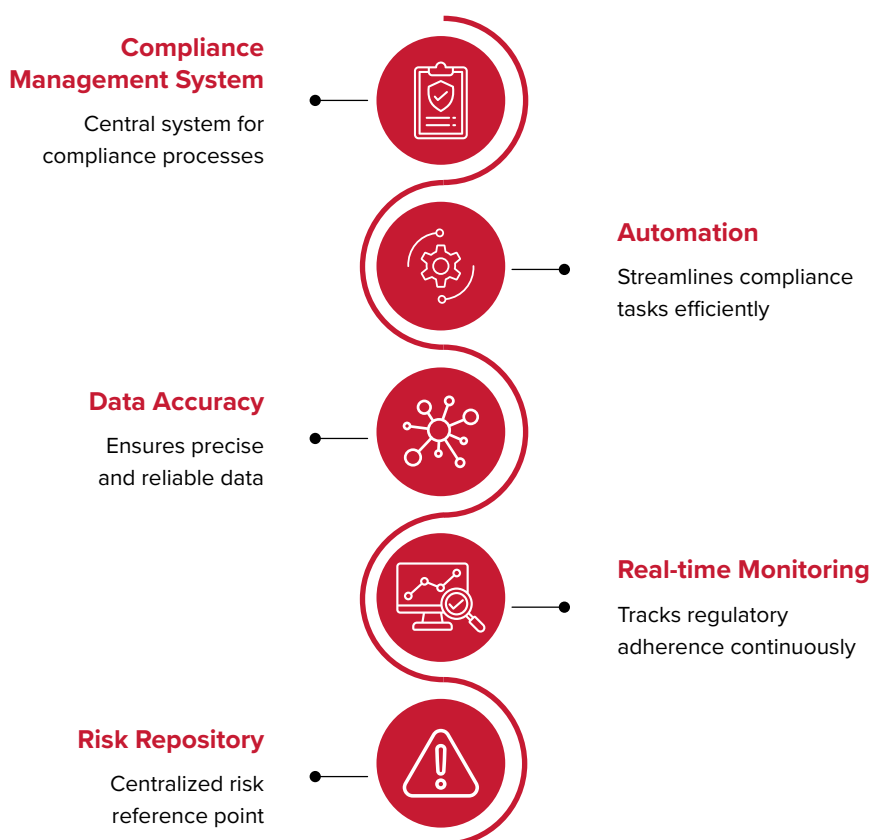 Compliance
Management System
Central system for
compliance processes
Automation
Streamlines compliance
tasks efficiently
Data Accuracy
Ensures precise
and reliable data
Real-time Monitoring
Tracks regulatory
adherence continuously
Risk Repository
Centralized risk
reference point